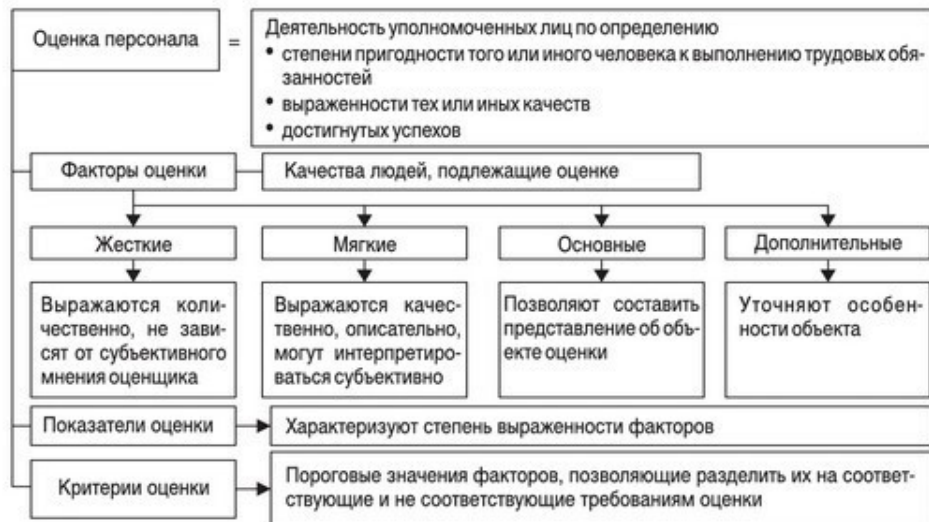 Оценка персонала
=
Деятельность уполномоченных лиц по определению
• степени пригодности того или иного человека к выполнению трудовых обя-
занностей
• выраженности тех или иных качеств
• достигнутых успехов
Факторы оценки
Качества людей, подлежащие оценке
Жесткие
Мягкие
Основные
Дополнительные
Выражаются коли-
чественно, не зави-
сят от субъективного
мнения оценщика
Выражаются качес-
твенно, описательно,
могут интерпретиро-
ваться субъективно
Позволяют составить
представление об объ-
екте оценки
Уточняют особен-
ности объекта
Показатели оценки
Характеризуют степень выраженности факторов
Критерии оценки
Пороговые значения факторов, позволяющие разделить их на соответ-
ствующие и не соответствующие требованиям оценки